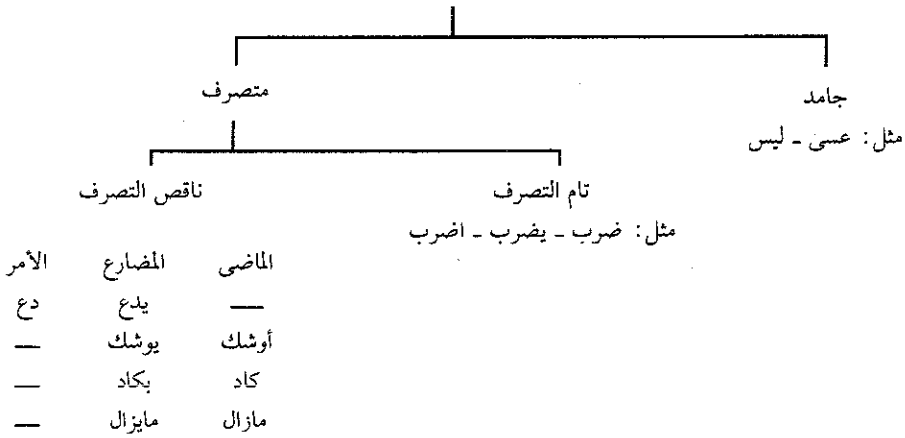 جامد
متصرف
مثل: عسى - ليس
تام التصرف
ناقص التصرف
مثل: ضرب - يضرب - اضرب
الماضى المضارع الأمر
— يدع دع
أوشك يوشك —
كاد بكاد —
مازال مايزال —